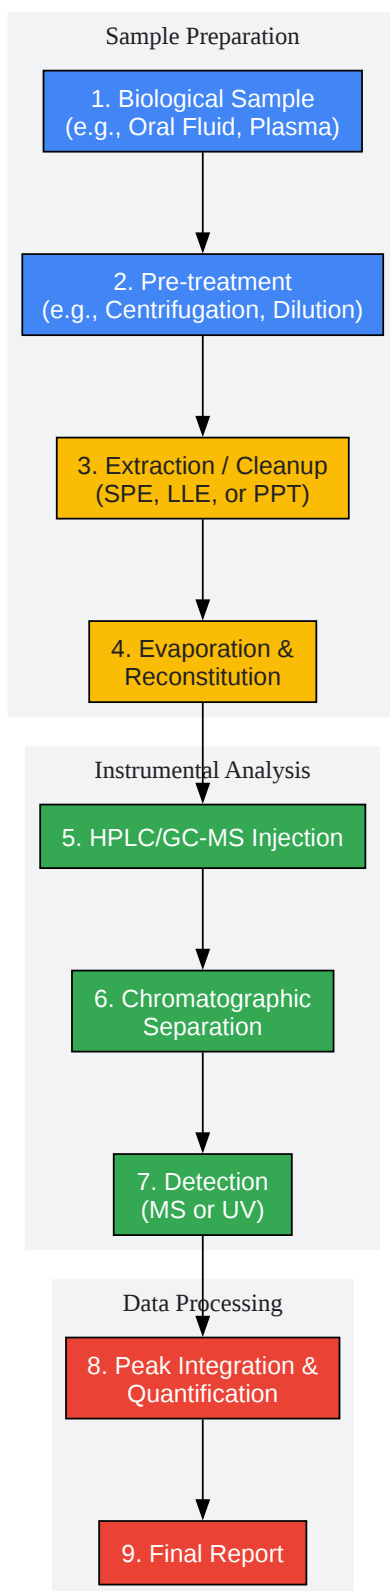 Sample Preparation
1. Biological Sample
(e.g., Oral Fluid, Plasma)
2. Pre-treatment
(e.g., Centrifugation, Dilution)
3. Extraction / Cleanup
(SPE, LLE, or PPT)
4. Evaporation &
Reconstitution
Instrumental Analysis
5. HPLC/GC-MS Injection
6. Chromatographic
Separation
7. Detection
(MS or UV)
Data Processing
8. Peak Integration &
Quantification
9. Final Report